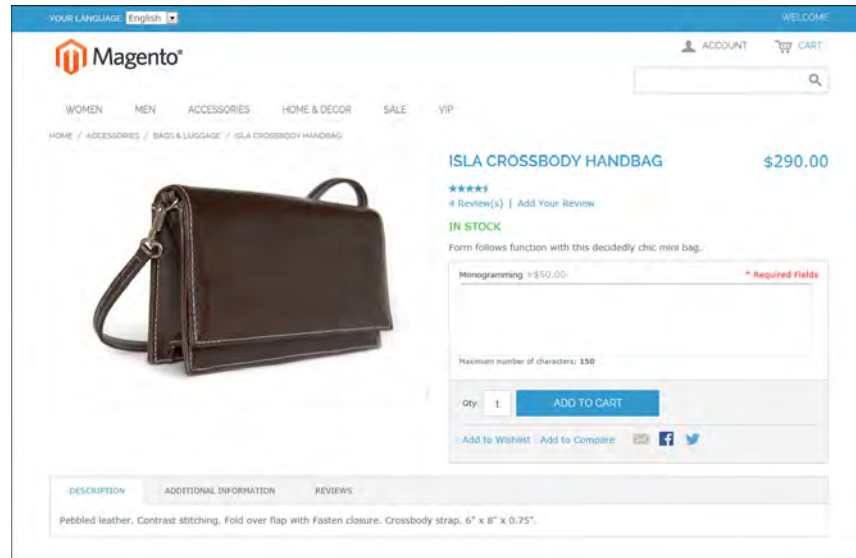 YOUR LANGUAGE English
WELCOME
Magento®
ACCOUNT CART
WOMEN MEN ACCESSORIES HOME & DECOR SALE VIP
HOME / ACCESSORIES / BAGS & LUGGAGE / ISLA CROSSBODY HANDBAG
ISLA CROSSBODY HANDBAG $290.00
4 Review(s) | Add Your Review
IN STOCK
Form follows function with this decidedly chic mini bag.
Monogramming +$50.00 * Required Fields
Maximum number of characters: 150
Qty: 1 ADD TO CART
Add to Wishlist Add to Compare
DESCRIPTION ADDITIONAL INFORMATION REVIEWS
Pebbled leather. Contrast stitching. Fold over flap with Fasten closure. Crossbody strap. 6" x 8" x 0.75".